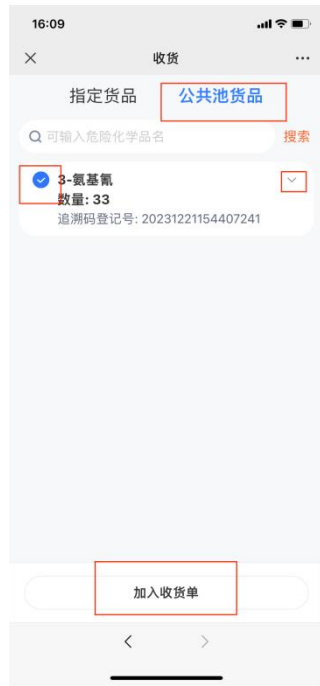 16:09
收货
指定货品 公共池货品
可输入危险化学品名 搜索
3-氨基氰
数量: 33
追溯码登记号: 20231221154407241
加入收货单